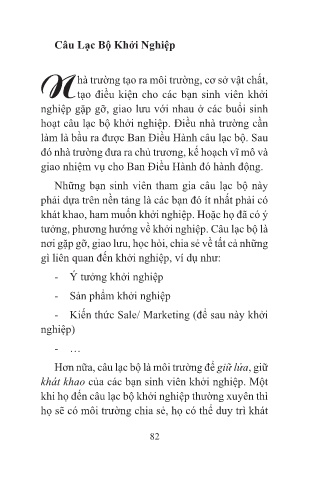 Câu Lạc Bộ Khởi Nghiệp
Nhà trường tạo ra môi trường, cơ sở vật chất,
tạo điều kiện cho các bạn sinh viên khởi
nghiệp gặp gỡ, giao lưu với nhau ở các buổi sinh
hoạt câu lạc bộ khởi nghiệp. Điều nhà trường cần
làm là bầu ra được Ban Điều Hành câu lạc bộ. Sau
đó nhà trường đưa ra chủ trương, kế hoạch vĩ mô và
giao nhiệm vụ cho Ban Điều Hành đó hành động.
Những bạn sinh viên tham gia câu lạc bộ này
phải dựa trên nền tảng là các bạn đó ít nhất phải có
khát khao, ham muốn khởi nghiệp. Hoặc họ đã có ý
tưởng, phương hướng về khởi nghiệp. Câu lạc bộ là
nơi gặp gỡ, giao lưu, học hỏi, chia sẻ về tất cả những
gì liên quan đến khởi nghiệp, ví dụ như:
- Ý tưởng khởi nghiệp
- Sản phẩm khởi nghiệp
- Kiến thức Sale/ Marketing (để sau này khởi
nghiệp)
- …
Hơn nữa, câu lạc bộ là môi trường để giữ lửa, giữ
khát khao của các bạn sinh viên khởi nghiệp. Một
khi họ đến câu lạc bộ khởi nghiệp thường xuyên thì
họ sẽ có môi trường chia sẻ, họ có thể duy trì khát
82